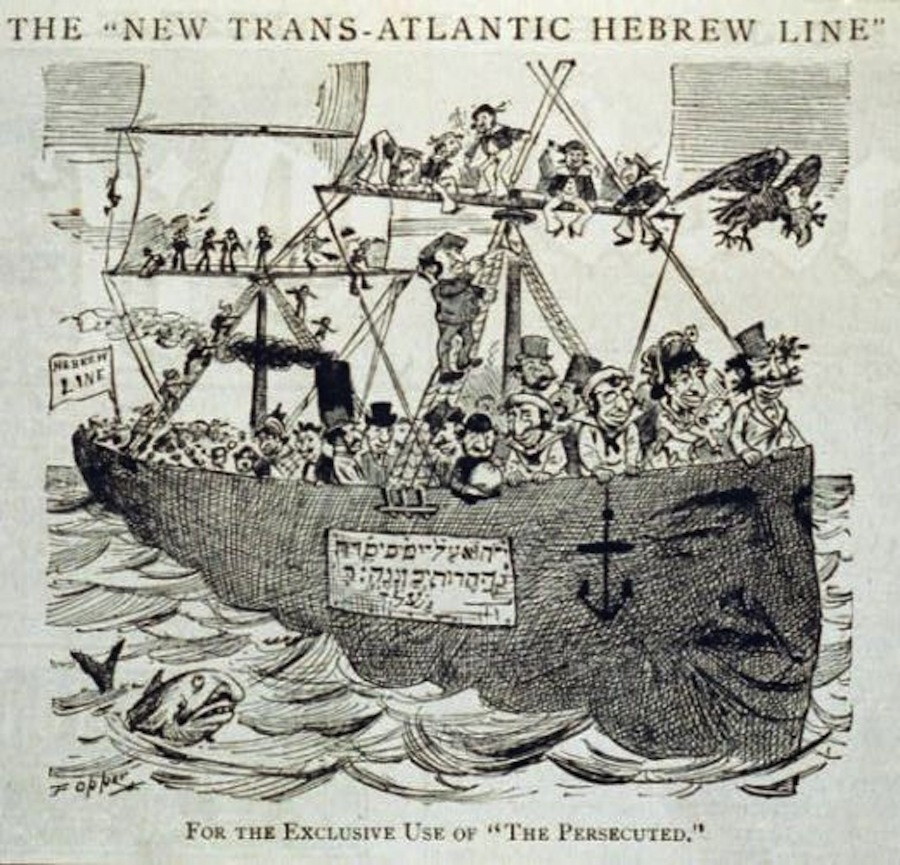 THE "NEW TRANS-ATLANTIC HEBREW LINE"
HEBREW
LINE
F Opper
FOR THE EXCLUSIVE USE OF "THE PERSECUTED."